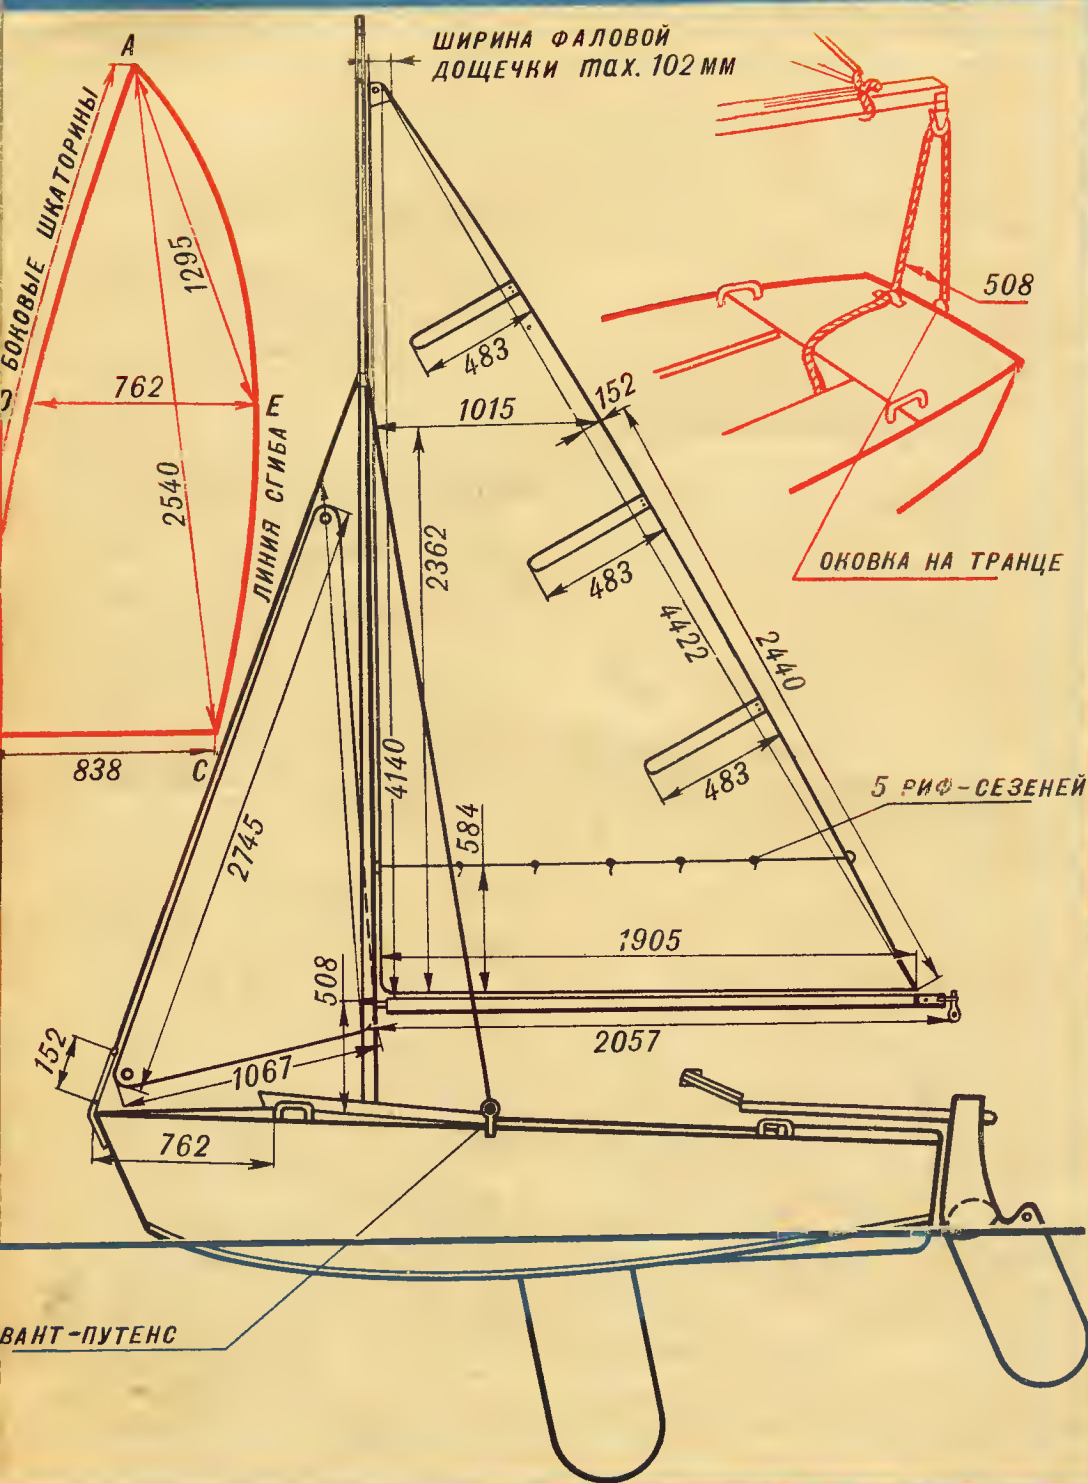 A
БОКОВЫЕ ШКАТОРИНЫ
1295
762
E
2540
ЛИНИЯ СГИБА
838
C
ШИРИНА ФАЛОВОЙ
ДОЩЕЧКИ max. 102 мм
508
ОКОВКА НА ТРАНЦЕ
483
1015
152
2362
483
4422
2440
483
2745
4140
584
5 РИФ-СЕЗЕНЕЙ
1905
508
2057
152
1067
762
ВАНТ-ПУТЕНС